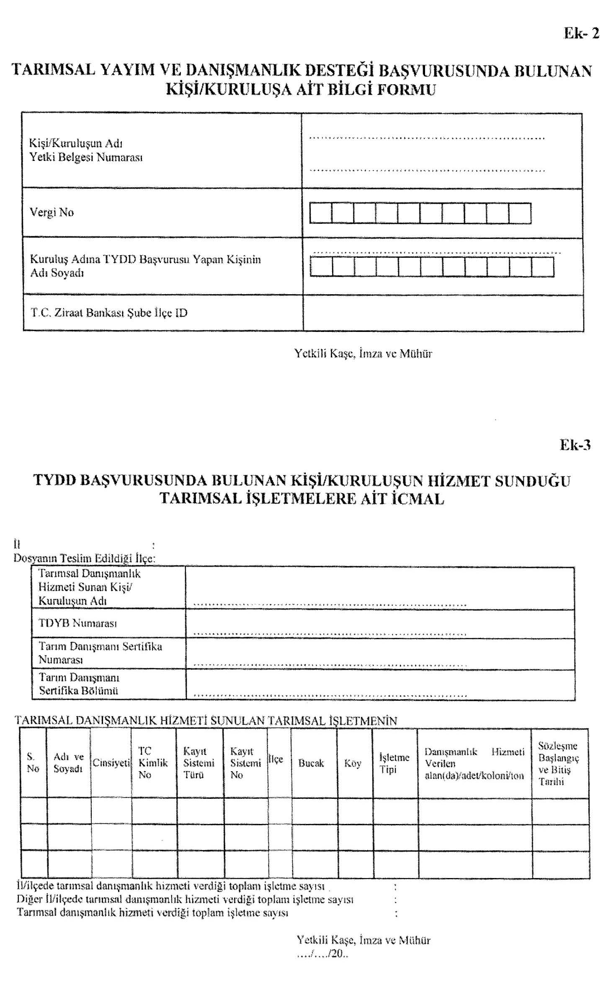 Ek- 2
TARIMSAL YAYIM VE DANIŞMANLIK DESTEĞİ BAŞVURUSUNDA BULUNAN
KİŞİ/KURULUŞA AİT BİLGİ FORMU
Kişi/Kuruluşun Adı
Yetki Belgesi Numarası
Vergi No
Kuruluş Adına TYDD Başvurusu Yapan Kişinin
Adı Soyadı
T.C. Ziraat Bankası Şube İlçe ID
Yetkili Kaşe, İmza ve Mühür
Ek-3
TYDD BAŞVURUSUNDA BULUNAN KİŞİ/KURULUŞUN HİZMET SUNDUĞU
TARIMSAL İŞLETMELERE AİT İCMAL
İl :
Dosyanın Teslim Edildiği İlçe:
Tarımsal Danışmanlık
Hizmeti Sunan Kişi/
Kuruluşun Adı
TDYB Numarası
Tarım Danışmanı Sertifika
Numarası
Tarım Danışmanı
Sertifika Bölümü
TARIMSAL DANIŞMANLIK HİZMETİ SUNULAN TARIMSAL İŞLETMENİN
S.
No
Adı ve
Soyadı
Cinsiyeti
TC
Kimlik
No
Kayıt
Sistemi
Türü
Kayıt
Sistemi
No
İlçe
Bucak
Köy
İşletme
Tipi
Danışmanlık Hizmeti
Verilen
alan(da)/adet/koloni/ton
Sözleşme
Başlangıç
ve Bitiş
Tarihi
İl/ilçede tarımsal danışmanlık hizmeti verdiği toplam işletme sayısı :
Diğer İl/ilçede tarımsal danışmanlık hizmeti verdiği toplam işletme sayısı :
Tarımsal danışmanlık hizmeti verdiği toplam işletme sayısı :
Yetkili Kaşe, İmza ve Mühür
…./…./20..